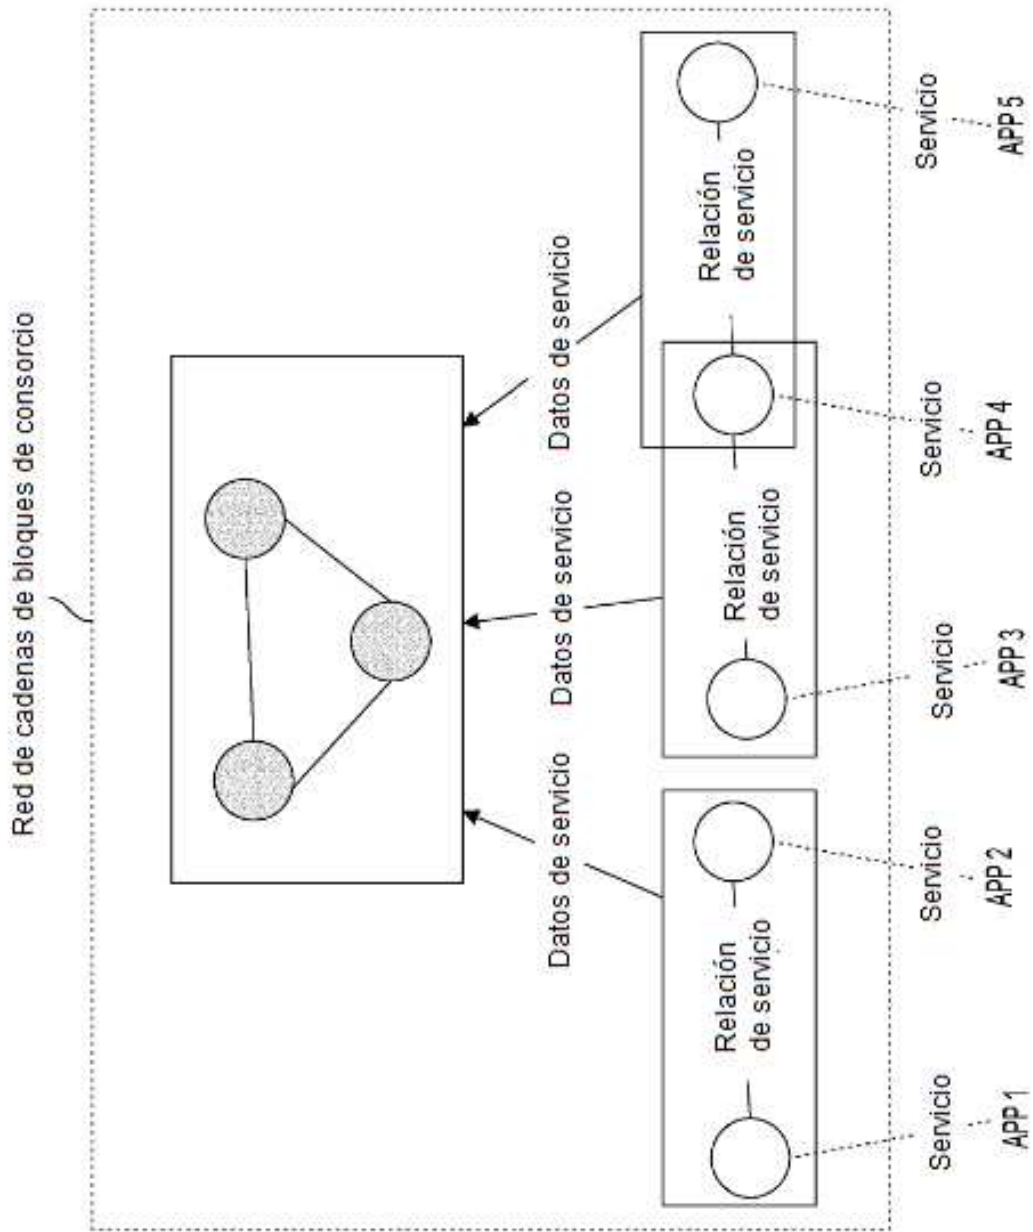 Red de cadenas de bloques de consorcio
Datos de servicio
Datos de servicio
Datos de servicio
Relación
de servicio
Relación
de servicio
Relación
de servicio
Servicio
Servicio
Servicio
Servicio
Servicio
APP 1
APP 2
APP 3
APP 4
APP 5